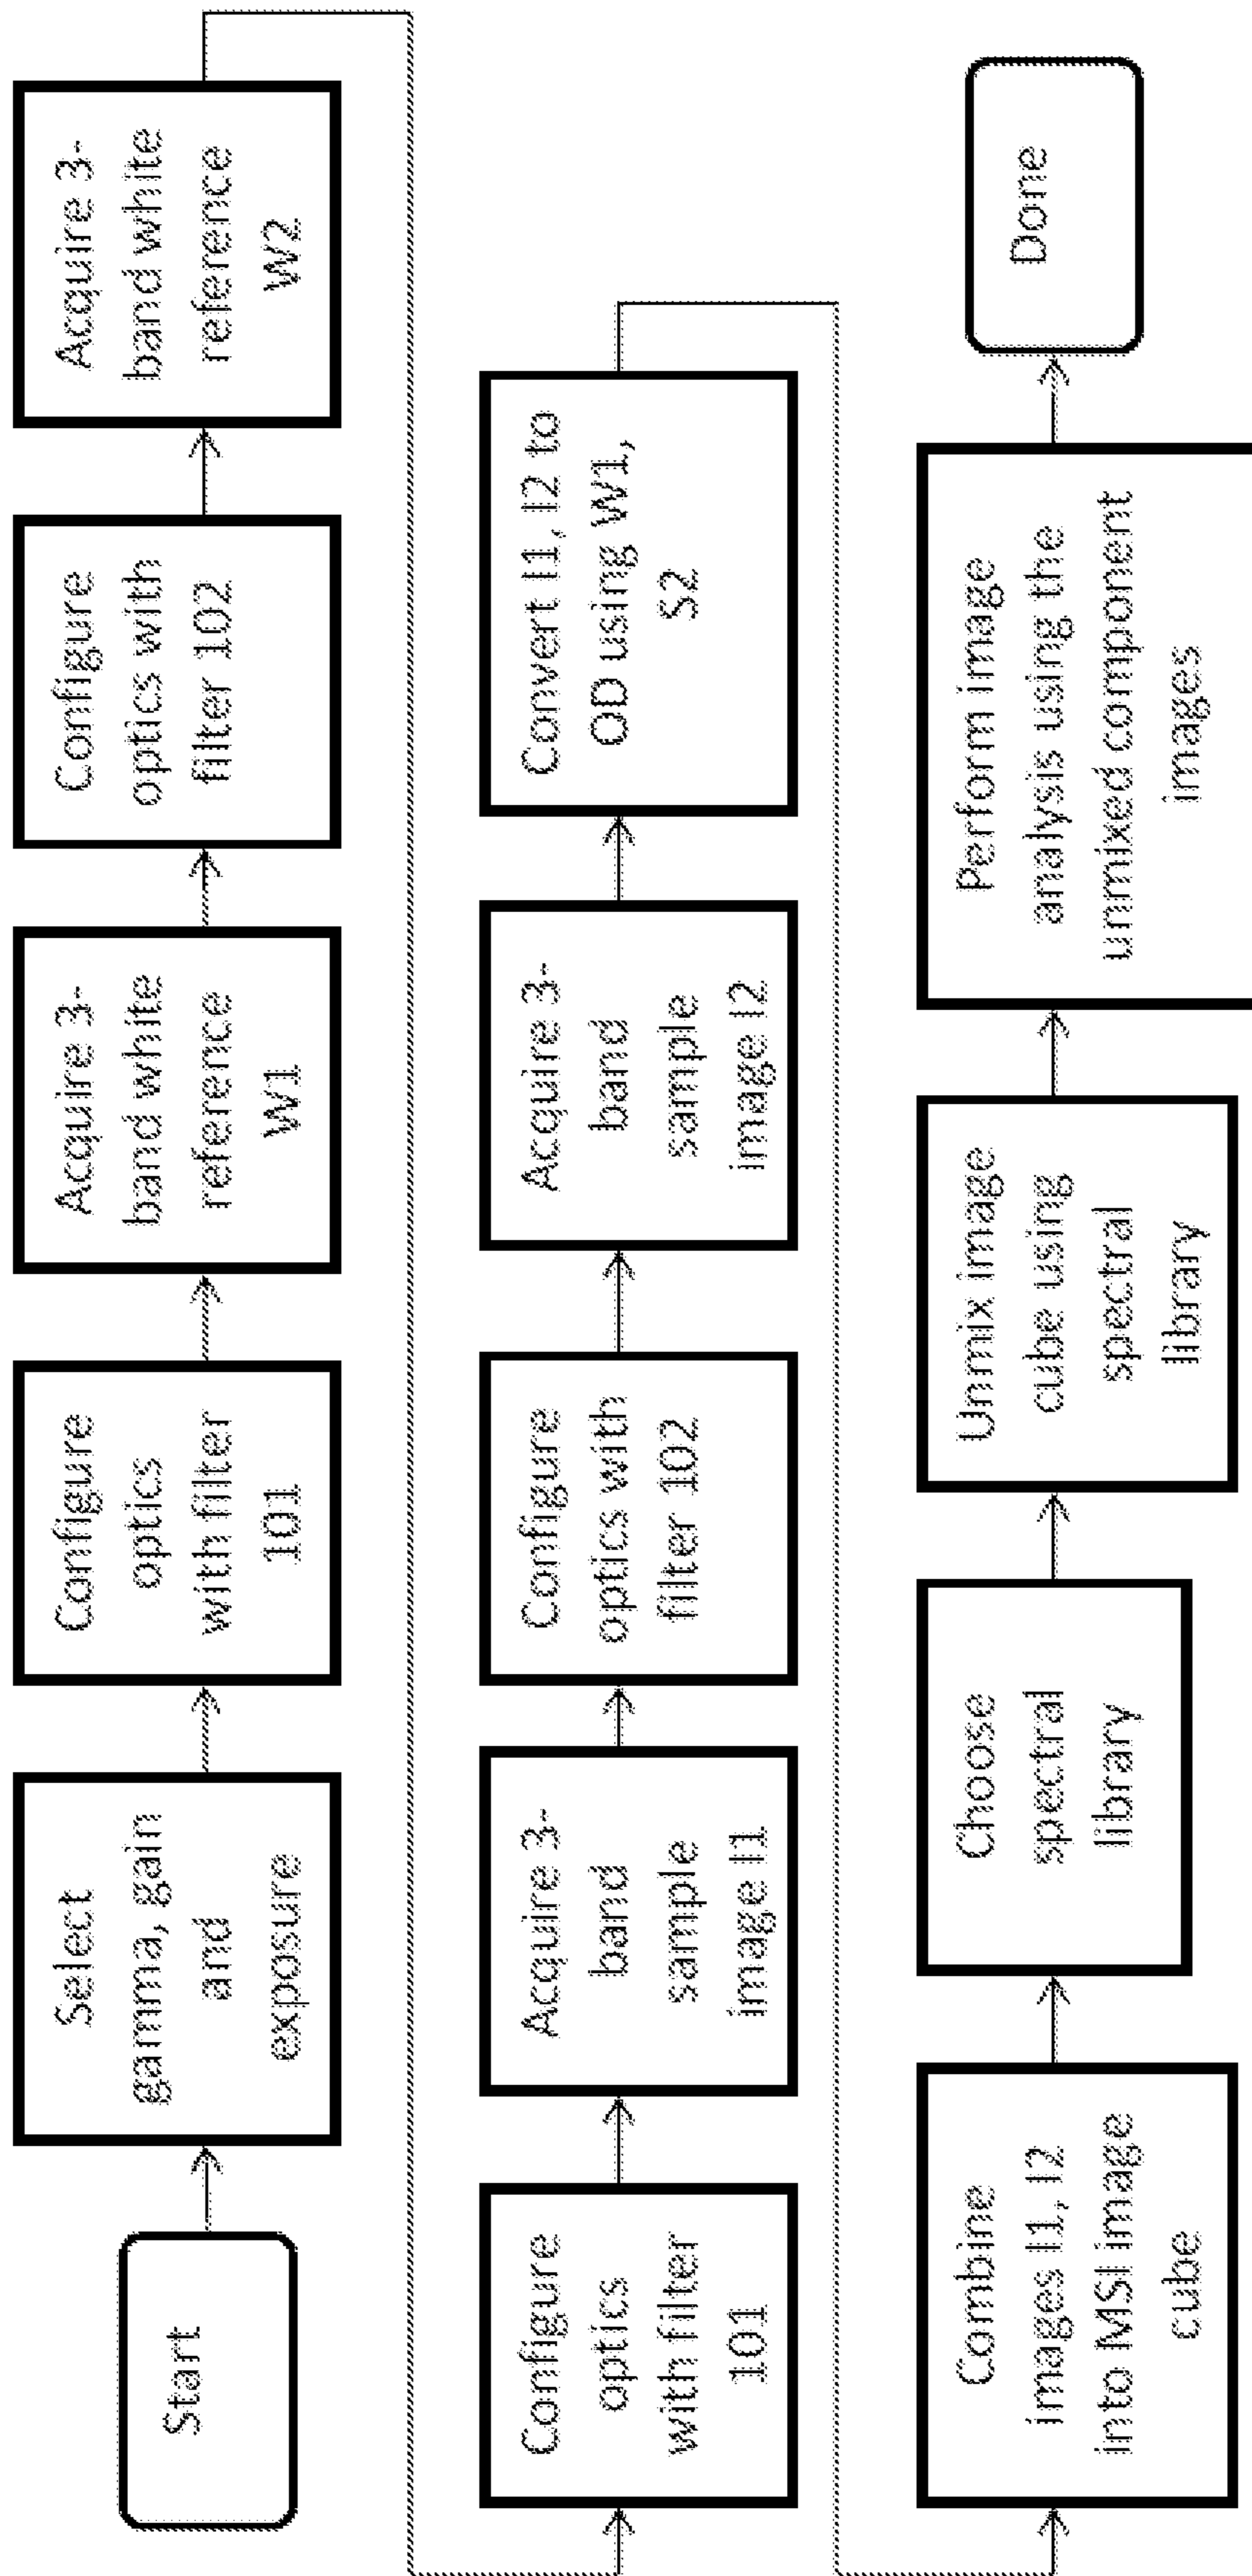 Start
Select
gamma, gain
and
exposure
Configure
optics
with filter
101
Acquire 3-
band white
reference
W1
Configure
optics with
filter 102
Acquire 3-
band white
reference
W2
Configure
optics
with filter
101
Acquire 3-
band
sample
image I1
Configure
optics with
filter 102
Acquire 3-
band
sample
image I2
Convert I1, I2 to
OD using W1,
S2
Combine
images I1, I2
into MSI image
cube
Choose
spectral
library
Unmix image
cube using
spectral
library
Perform image
analysis using the
unmixed component
images
Done